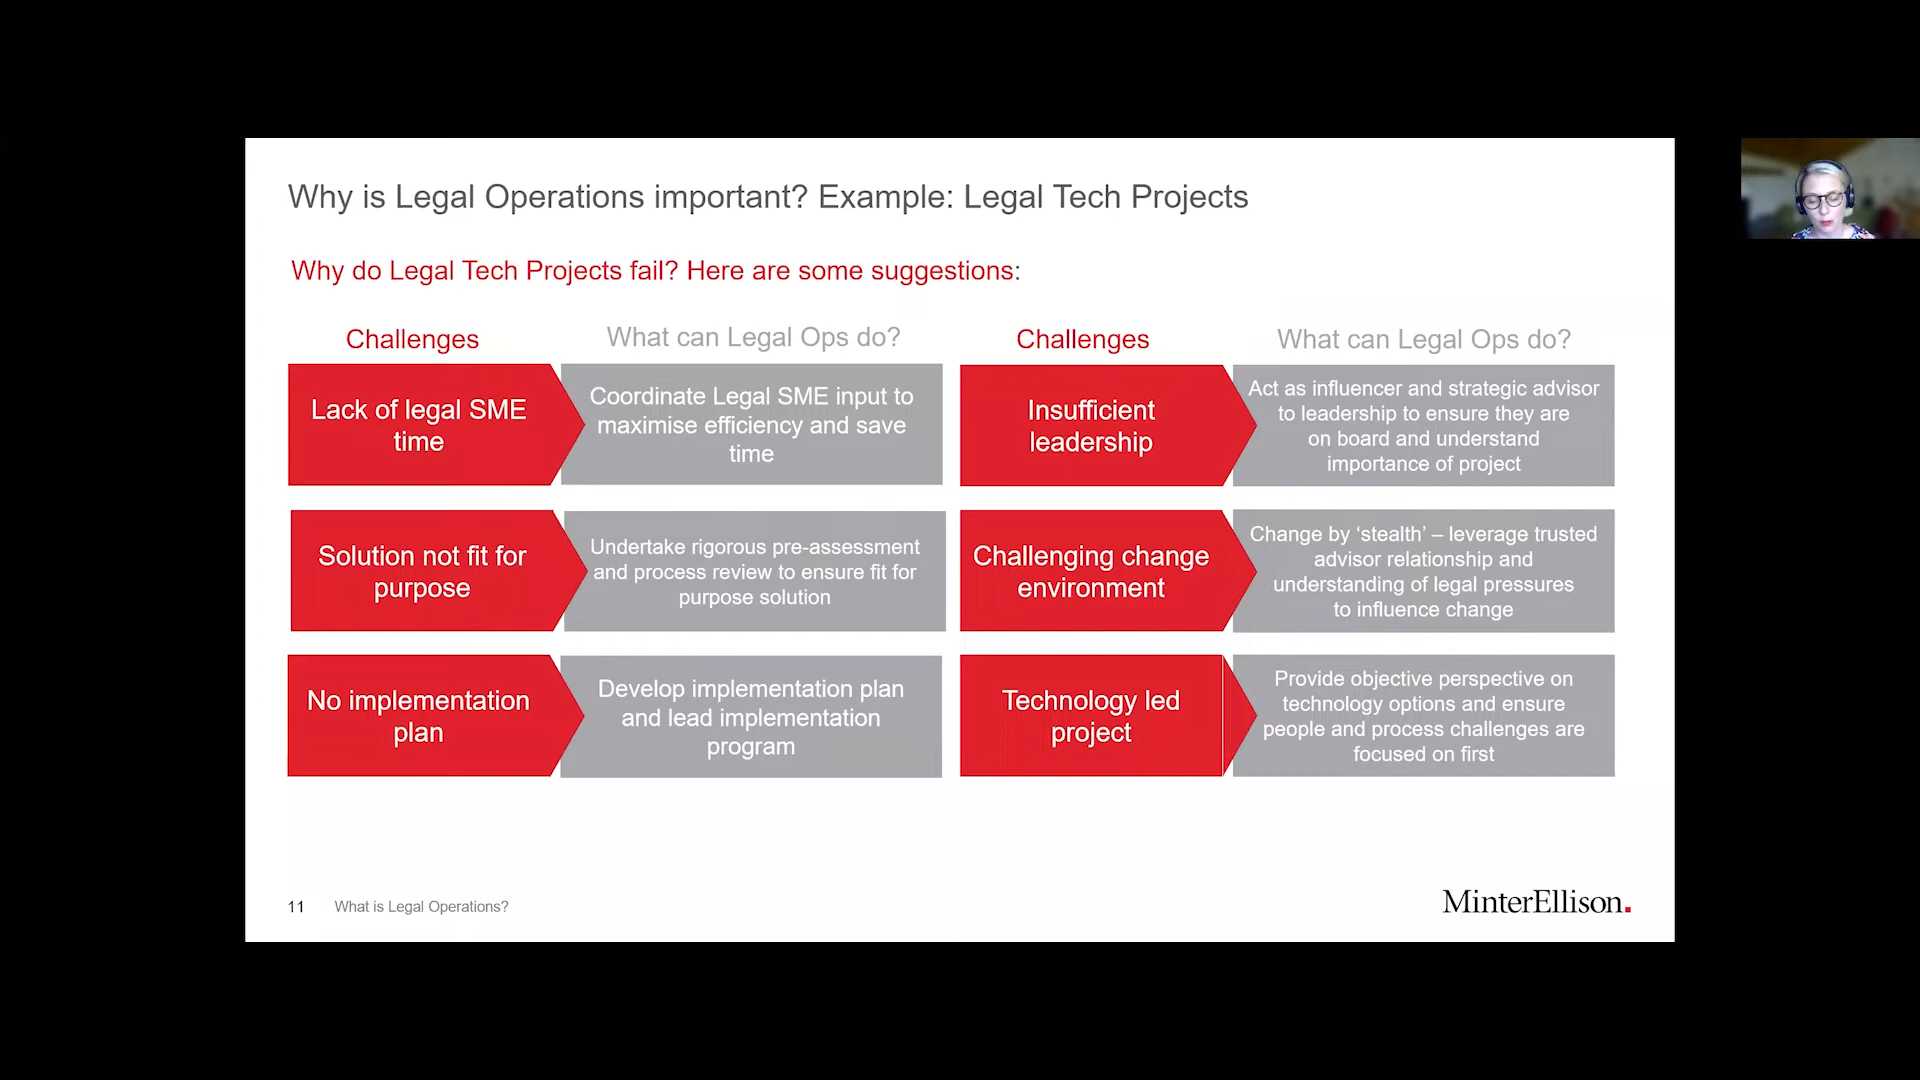 Why is Legal Operations important? Example: Legal Tech Projects
Why do Legal Tech Projects fail? Here are some suggestions:
Challenges
What can Legal Ops do?
Lack of legal SME
time
Coordinate Legal SME input to
maximise efficiency and save
time
Solution not fit for
purpose
Undertake rigorous pre-assessment
and process review to ensure fit for
purpose solution
No implementation
plan
Develop implementation plan
and lead implementation
program
Challenges
What can Legal Ops do?
Insufficient
leadership
Act as influencer and strategic advisor
to leadership to ensure they are
on board and understand
importance of project
Challenging change
environment
Change by ‘stealth’ – leverage trusted
advisor relationship and
understanding of legal pressures
to influence change
Technology led
project
Provide objective perspective on
technology options and ensure
people and process challenges are
focused on first
11 What is Legal Operations?
MinterEllison.